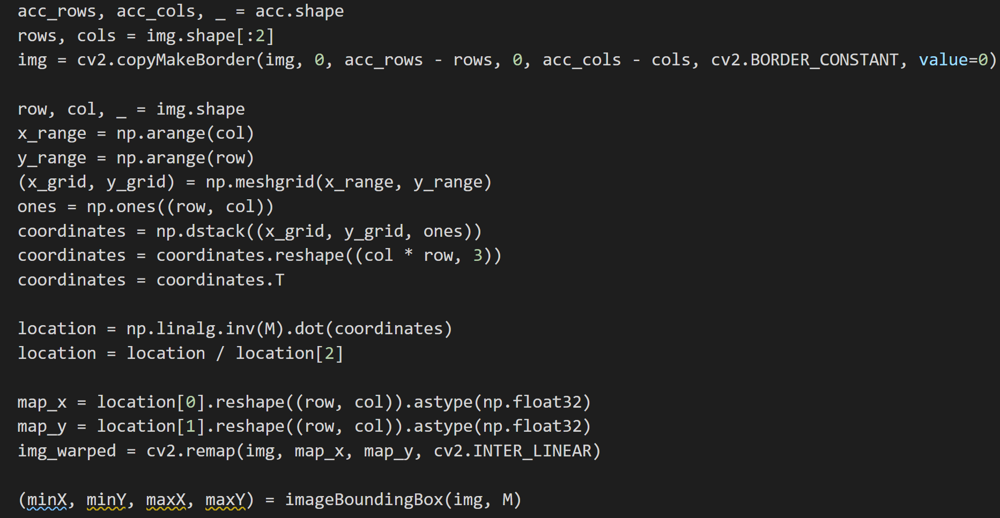 acc_rows, acc_cols, _ = acc.shape
rows, cols = img.shape[:2]
img = cv2.copyMakeBorder(img, 0, acc_rows - rows, 0, acc_cols - cols, cv2.BORDER_CONSTANT, value=0)
row, col, _ = img.shape
x_range = np.arange(col)
y_range = np.arange(row)
(x_grid, y_grid) = np.meshgrid(x_range, y_range)
ones = np.ones((row, col))
coordinates = np.dstack((x_grid, y_grid, ones))
coordinates = coordinates.reshape((col * row, 3))
coordinates = coordinates.T
location = np.linalg.inv(M).dot(coordinates)
location = location / location[2]
map_x = location[0].reshape((row, col)).astype(np.float32)
map_y = location[1].reshape((row, col)).astype(np.float32)
img_warped = cv2.remap(img, map_x, map_y, cv2.INTER_LINEAR)
(minX, minY, maxX, maxY) = imageBoundingBox(img, M)